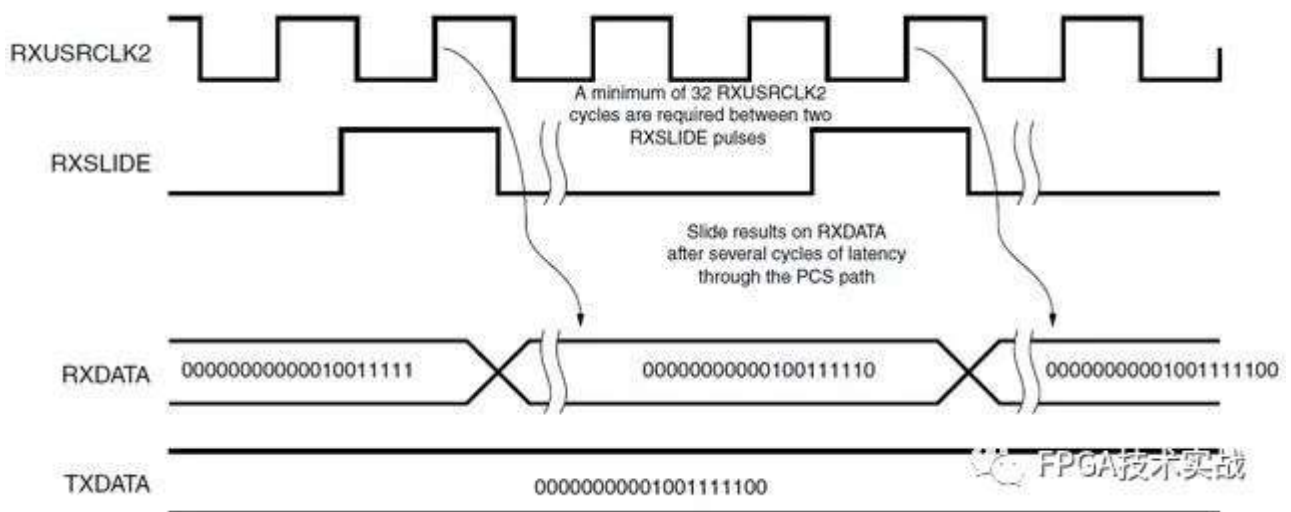 RXUSRCLK2
A minimum of 32 RXUSRCLK2
cycles are required between two
RXSLIDE pulses
RXSLIDE
Slide results on RXDATA
after several cycles of latency
through the PCS path
RXDATA
00000000000010011111
00000000000100111110
00000000001001111100
TXDATA
00000000001001111100
FPGA技术实战